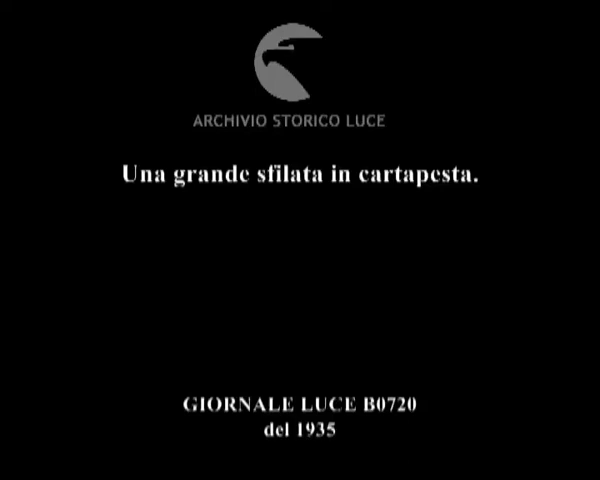 ARCHIVIO STORICO LUCE
Una grande sfilata in cartapesta.
GIORNALE LUCE B0720
del 1935